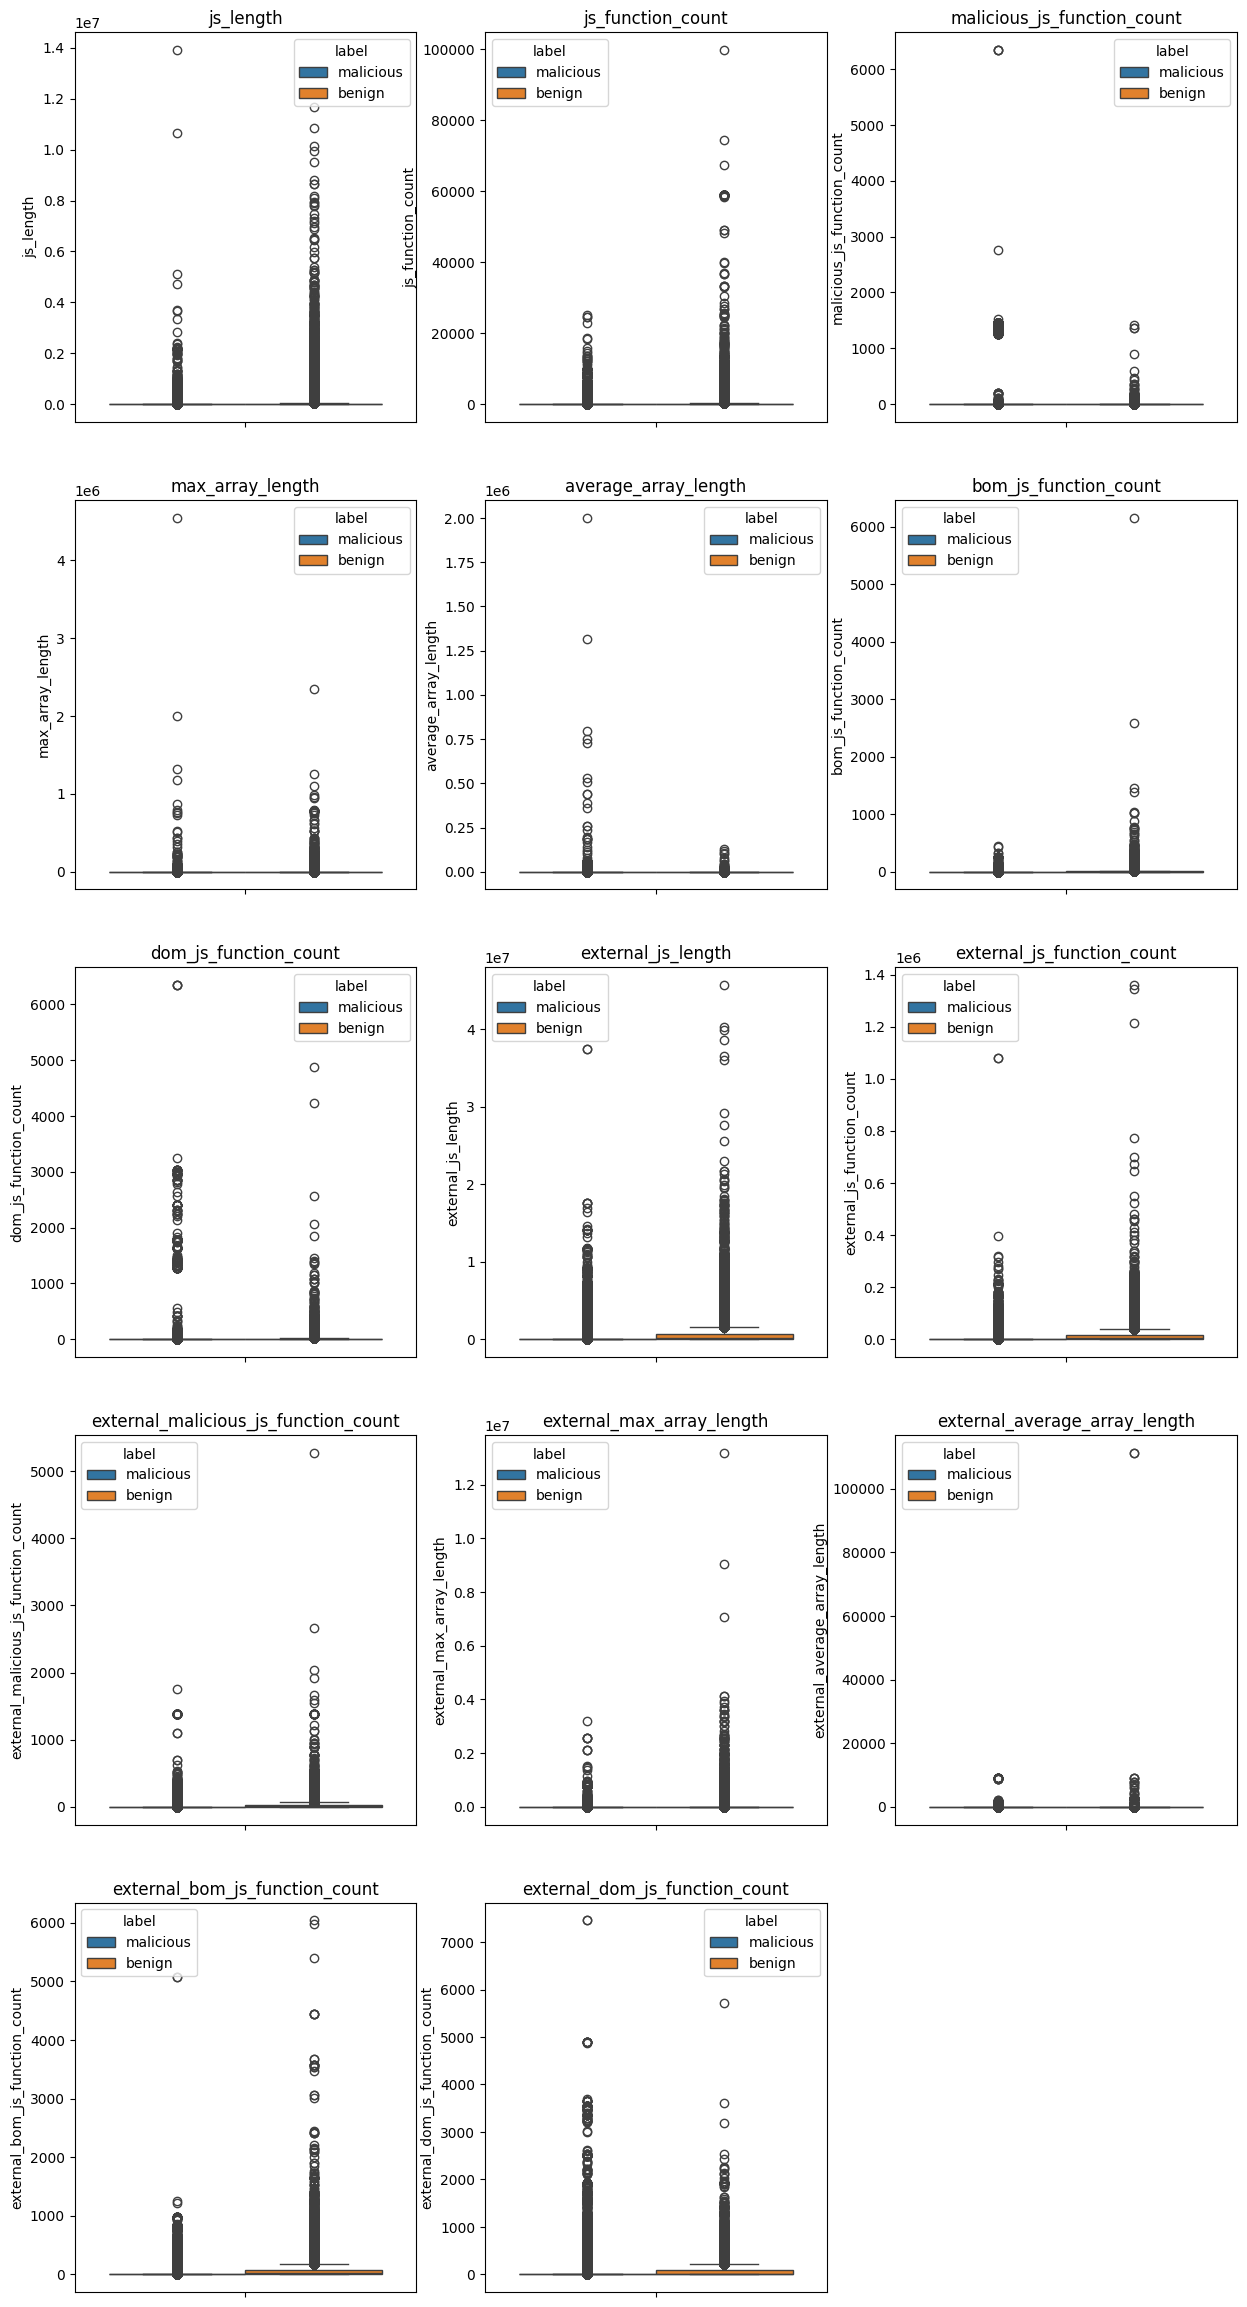 js_length
1e7
label
malicious
benign
1.4
1.2
1.0
0.8
0.6
0.4
0.2
0.0
js_length
js_function_count
label
malicious
benign
100000
80000
60000
40000
20000
0
js_function_count
malicious_js_function_count
label
malicious
benign
6000
5000
4000
3000
2000
1000
0
malicious_js_function_count
max_array_length
1e6
label
malicious
benign
4
3
2
1
0
max_array_length
average_array_length
1e6
label
malicious
benign
2.00
1.75
1.50
1.25
1.00
0.75
0.50
0.25
0.00
average_array_length
bom_js_function_count
label
malicious
benign
6000
5000
4000
3000
2000
1000
0
bom_js_function_count
dom_js_function_count
label
malicious
benign
6000
5000
4000
3000
2000
1000
0
dom_js_function_count
external_js_length
1e7
label
malicious
benign
4
3
2
1
0
external_js_length
external_js_function_count
1e6
label
malicious
benign
1.4
1.2
1.0
0.8
0.6
0.4
0.2
0.0
external_js_function_count
external_malicious_js_function_count
label
malicious
benign
5000
4000
3000
2000
1000
0
external_malicious_js_function_count
external_max_array_length
1e7
label
malicious
benign
1.2
1.0
0.8
0.6
0.4
0.2
0.0
external_max_array_length
external_average_array_length
label
malicious
benign
100000
80000
60000
40000
20000
0
external_average_array_length
external_bom_js_function_count
label
malicious
benign
6000
5000
4000
3000
2000
1000
0
external_bom_js_function_count
external_dom_js_function_count
label
malicious
benign
7000
6000
5000
4000
3000
2000
1000
0
external_dom_js_function_count